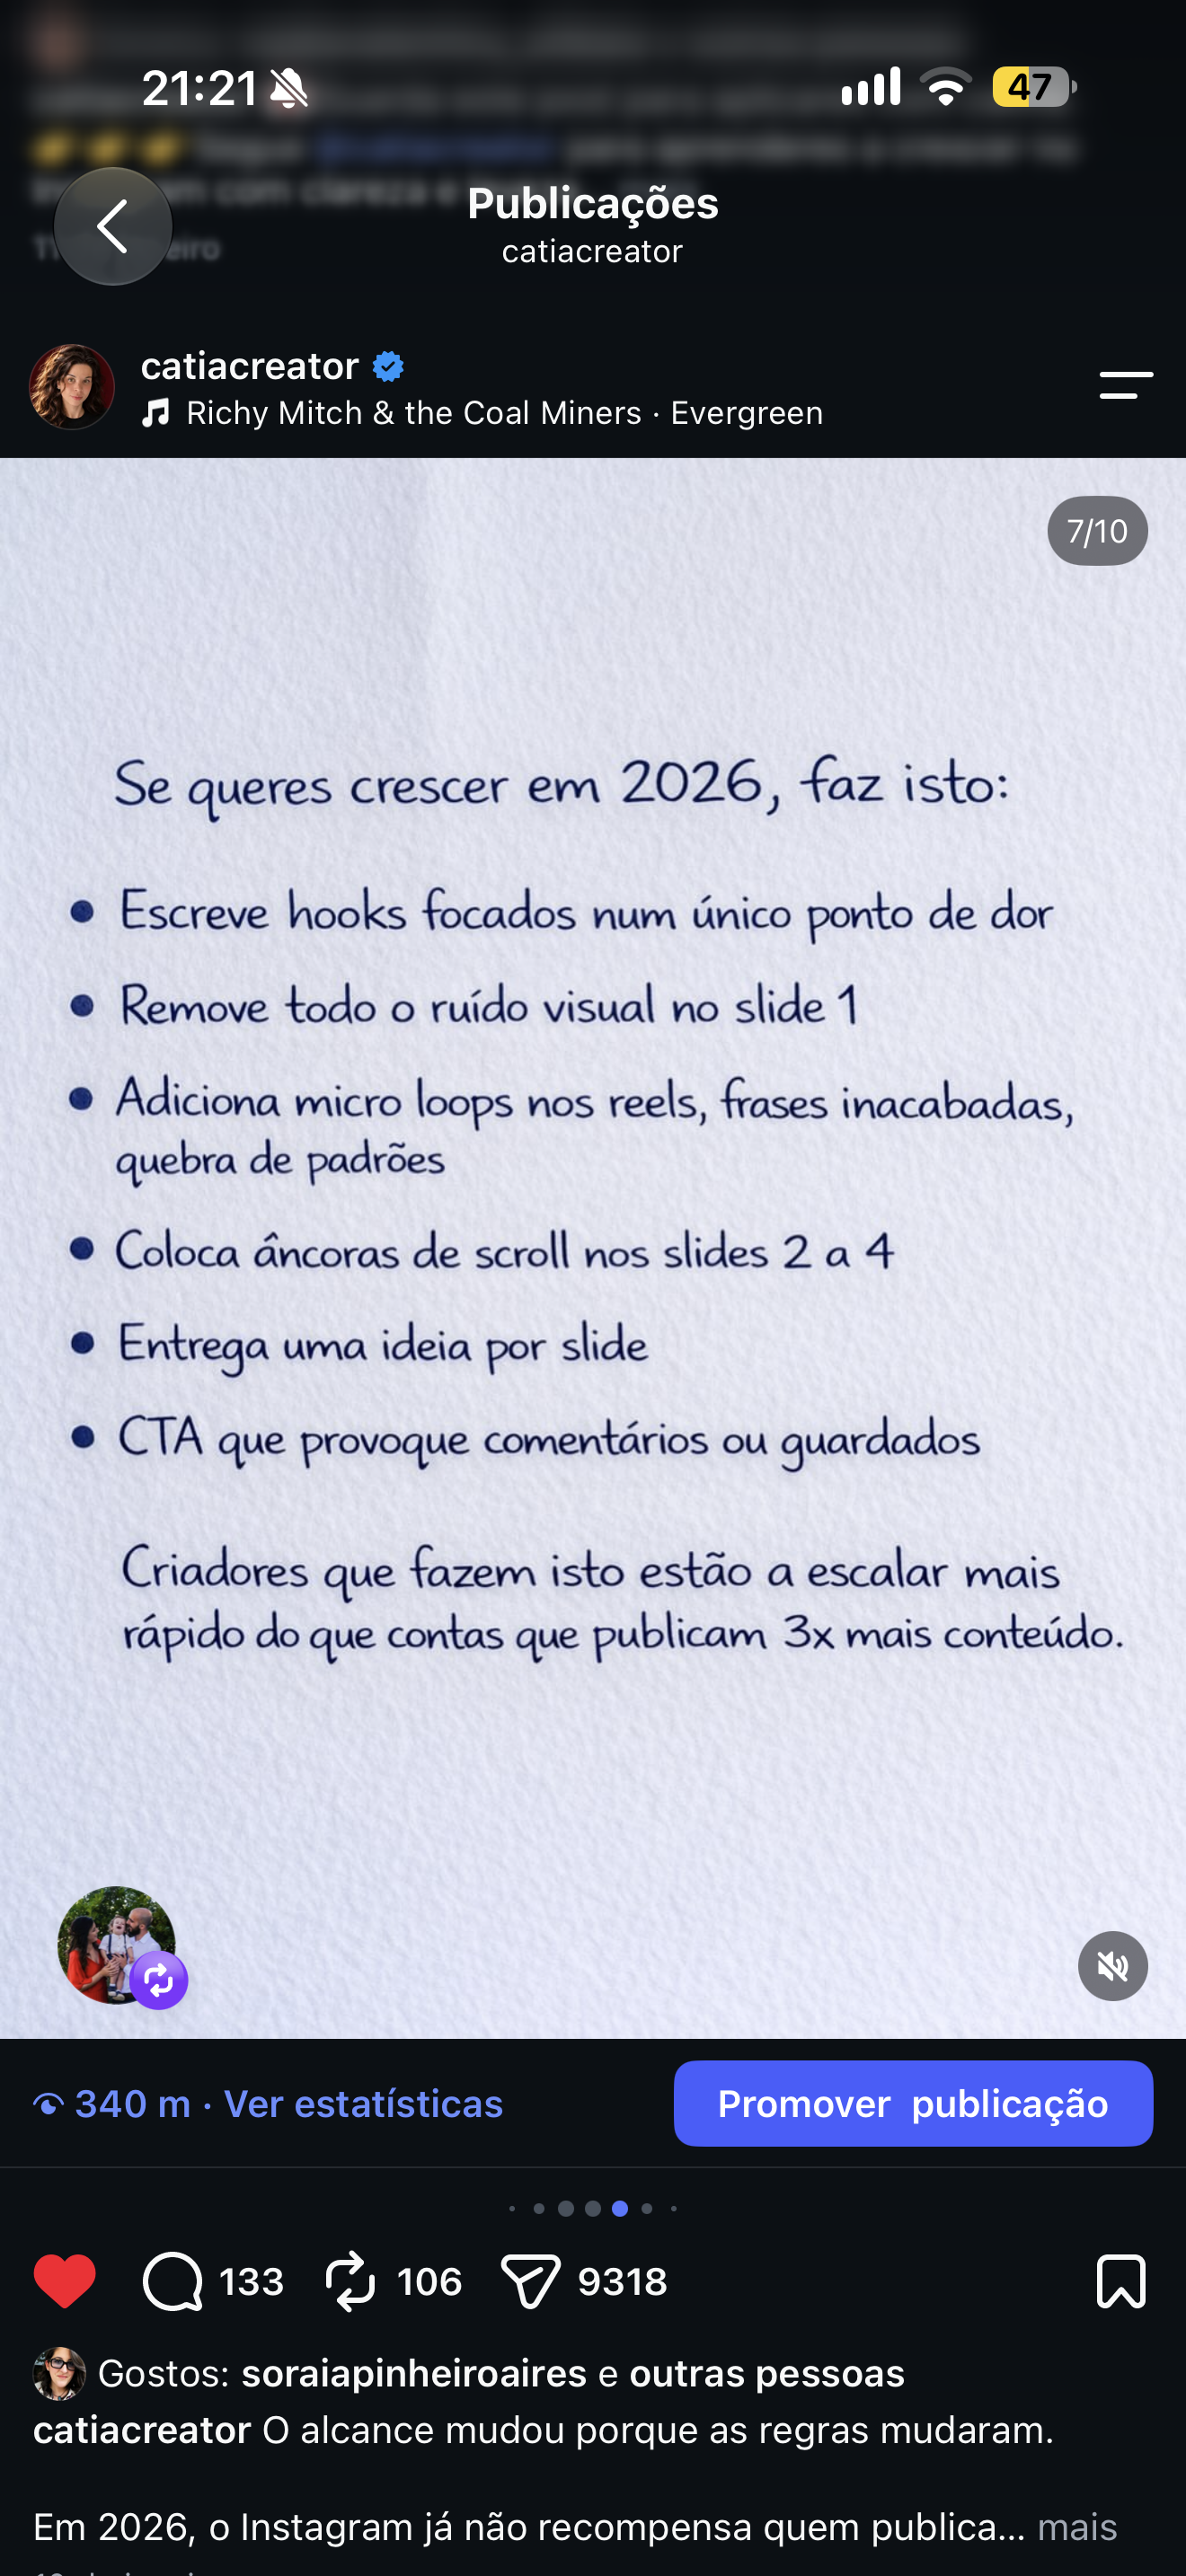 21:21
47
Publicações
catiacreator
catiacreator
Richy Mitch & the Coal Miners · Evergreen
7/10
Se queres crescer em 2026, faz isto:
• Escreve hooks focados num único ponto de dor
• Remove todo o ruído visual no slide 1
• Adiciona micro loops nos reels, frases inacabadas,
quebra de padrões
• Coloca âncoras de scroll nos slides 2 a 4
• Entrega uma ideia por slide
• CTA que provoque comentários ou guardados
Criadores que fazem isto estão a escalar mais
rápido do que contas que publicam 3x mais conteúdo.
340 m · Ver estatísticas
Promover publicação
133
106
9318
Gostos: soraiapinheiroaires e outras pessoas
catiacreator O alcance mudou porque as regras mudaram.
Em 2026, o Instagram já não recompensa quem publica... mais